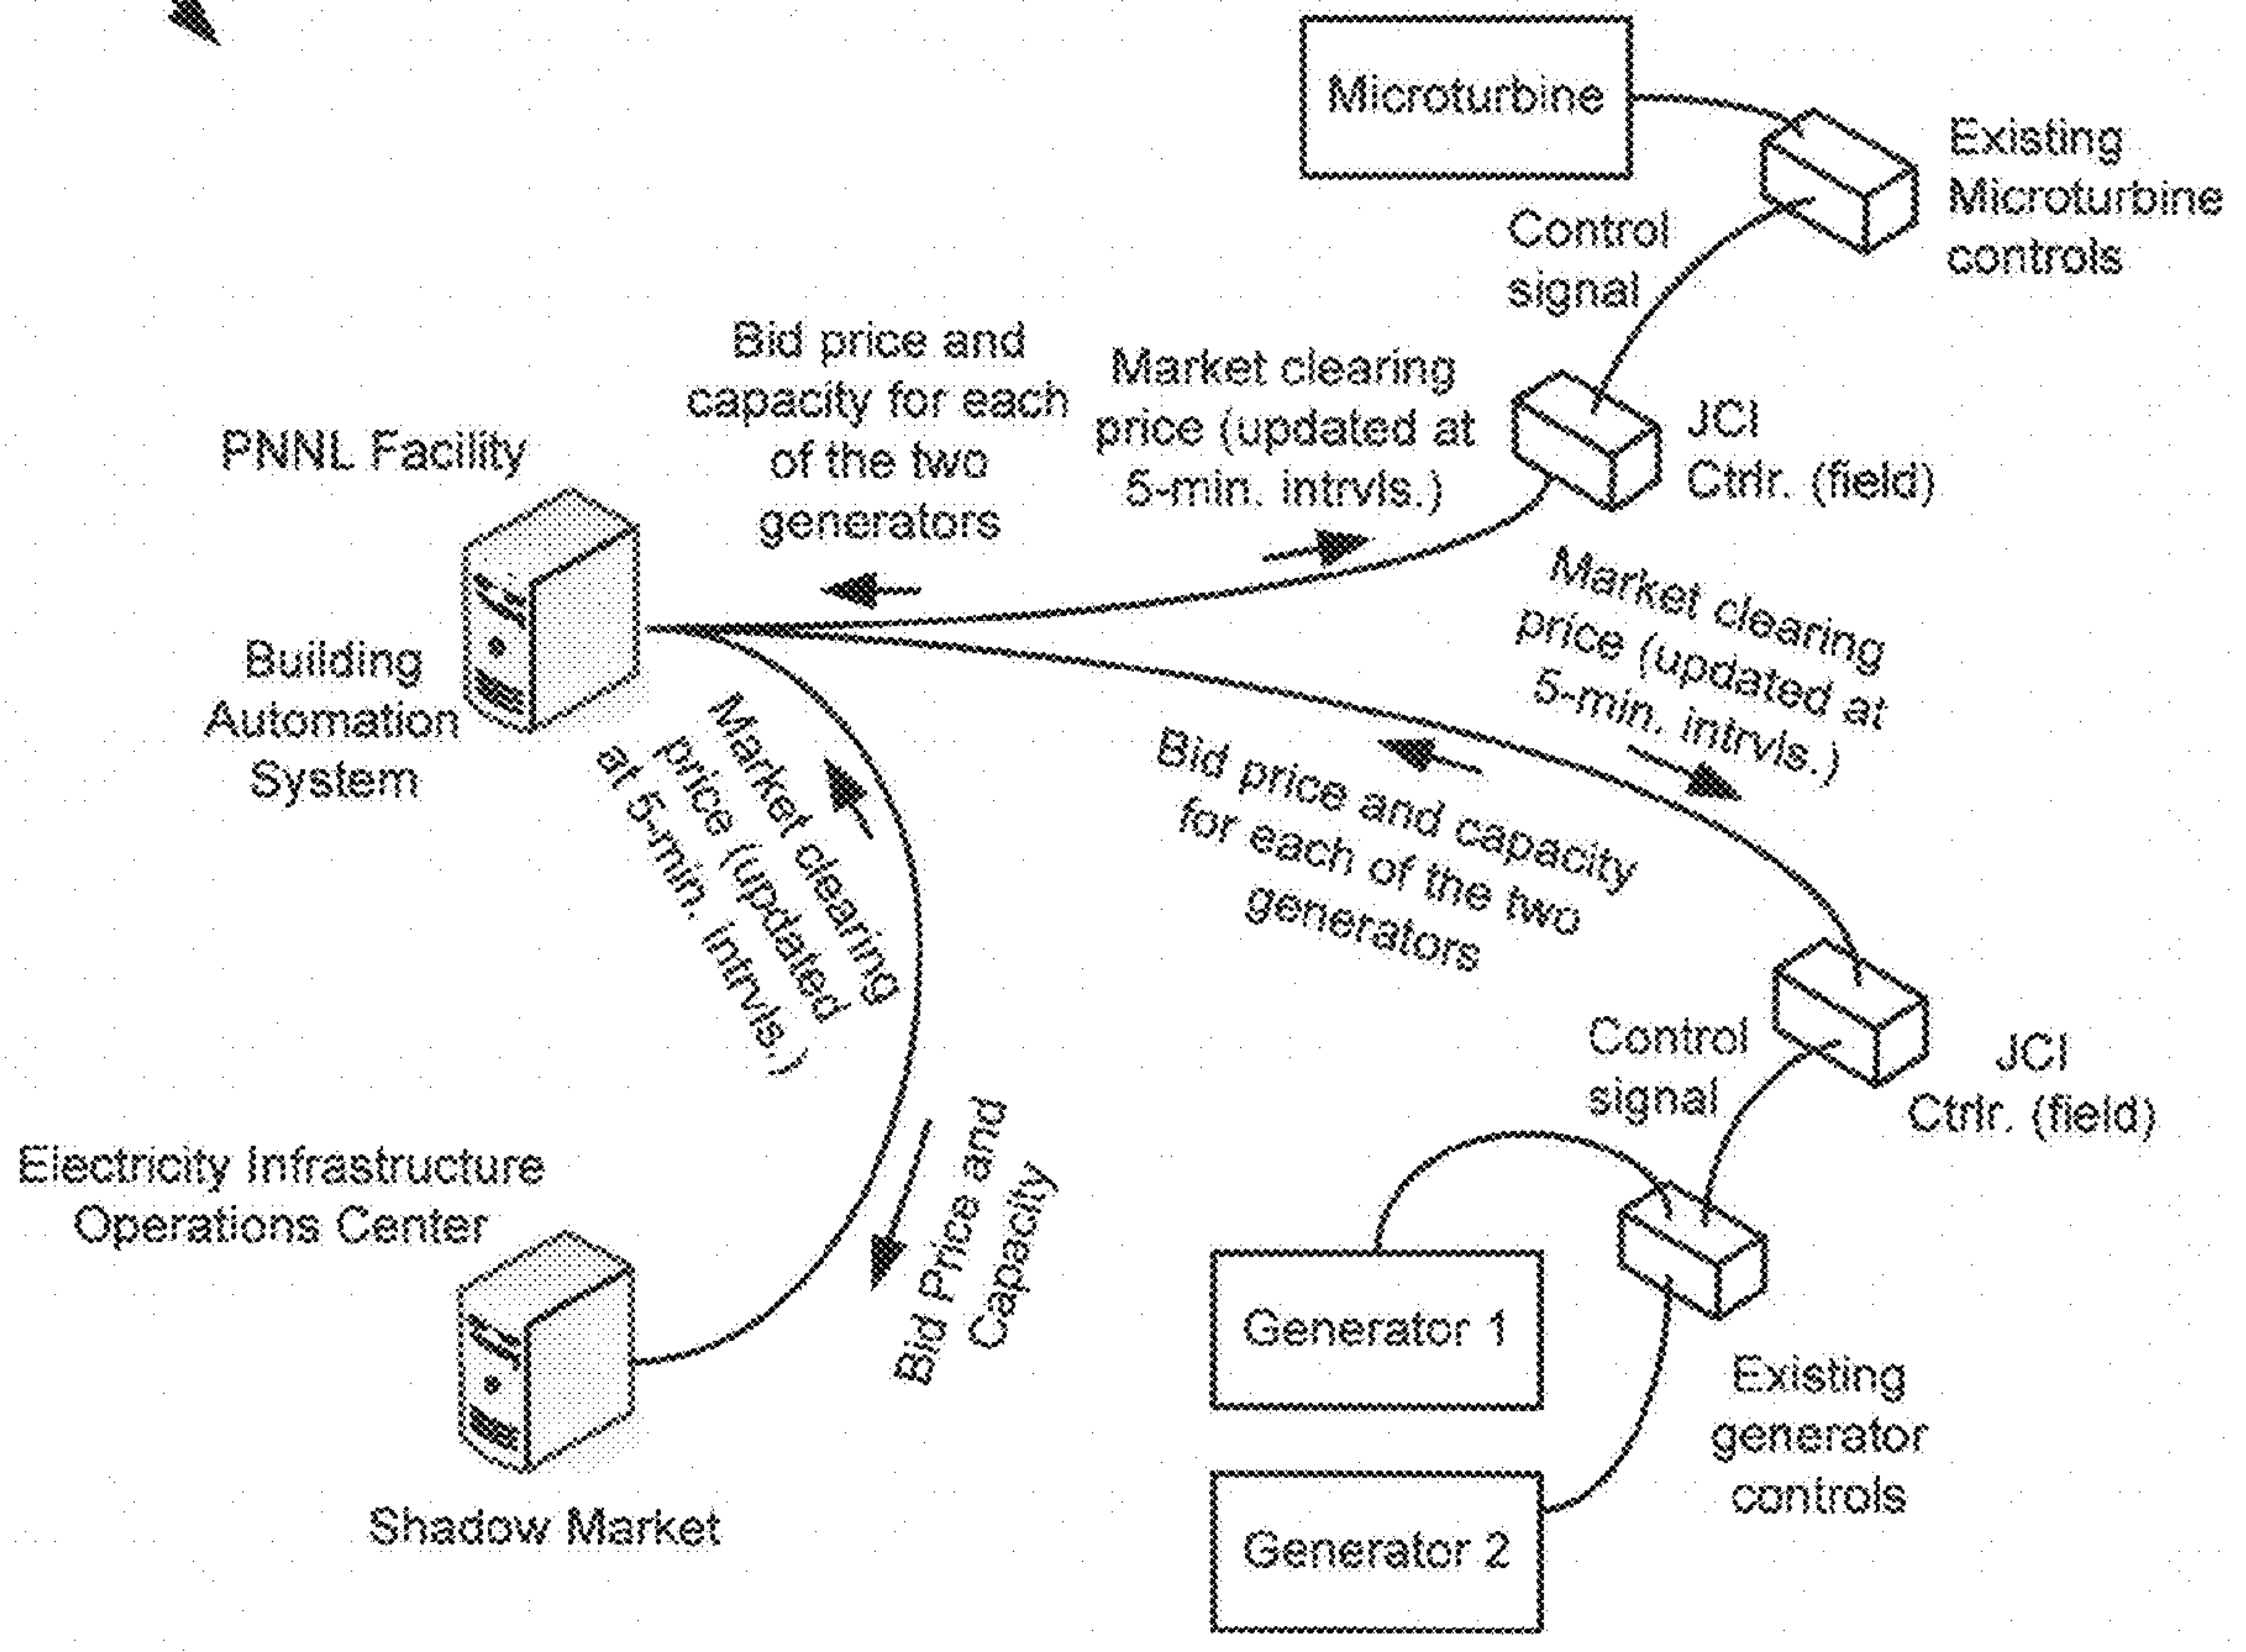 Microturbine
Existing
Microturbine
controls
Control
signal
Bid price and
capacity for each
of the two
generators
Market clearing
price (updated at
5-min. intrvls.)
JCI
Ctrlr. (field)
PNNL Facility
Building
Automation
System
Market clearing
price (updated at
5-min. intrvls.)
Market clearing
price (updated
at 5-min. intrvls.)
Bid price and capacity
for each of the two
generators
Control
signal
JCI
Ctrlr. (field)
Bid Price and
Capacity
Electricity Infrastructure
Operations Center
Shadow Market
Generator 1
Existing
generator
controls
Generator 2